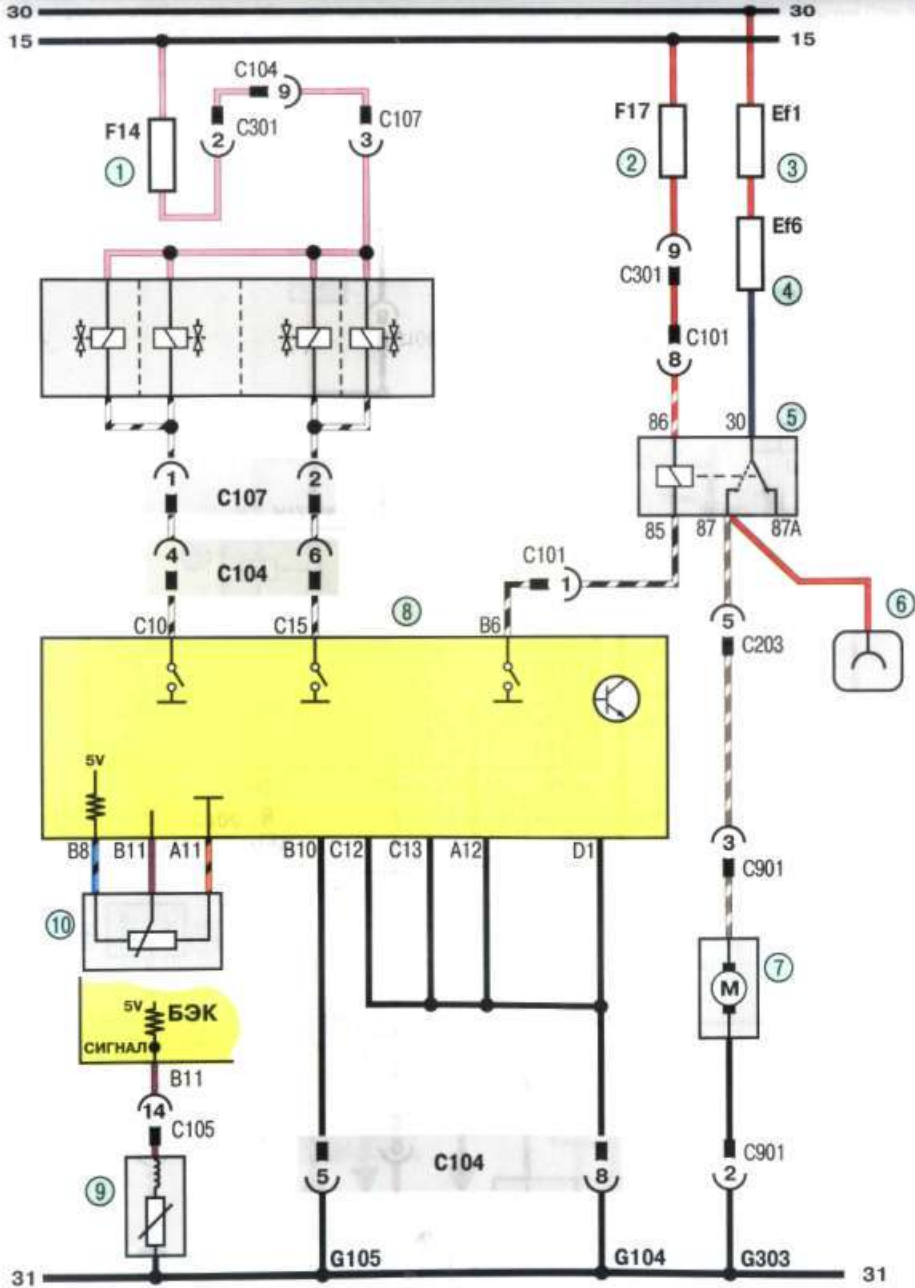 30 30
15 15
C104
9
F14 2 C301 3 C107 F17 Ef1
1 2 3
9 Ef6
C301 4
C101
8
86 30 5
1 2
C107 85 87 87A
4 6 C101
C104 1 5 6
C10 C15 8 B6 C203
5V
3
B8 B11 A11 B10 C12 C13 A12 D1 C901
10 7
M
5V БЭК
СИГНАЛ
B11
14
C105 C901
5 C104 8 2
9
G105 G104 G303
31 31